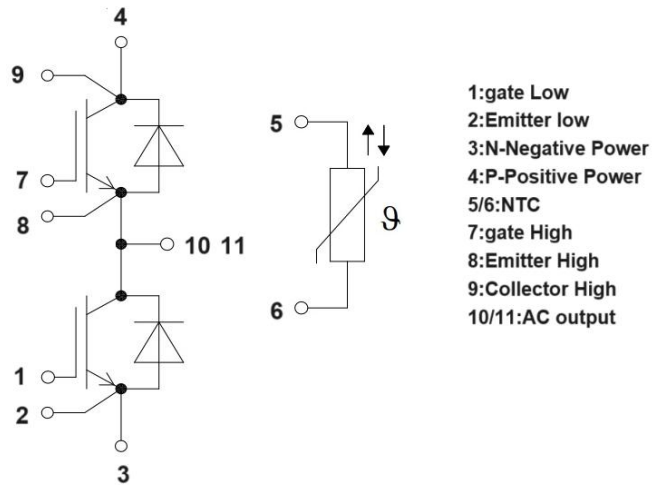 4
9
7
8
10 11
1
2
3
5
6
ϑ
1:gate Low
2:Emitter low
3:N-Negative Power
4:P-Positive Power
5/6:NTC
7:gate High
8:Emitter High
9:Collector High
10/11:AC output